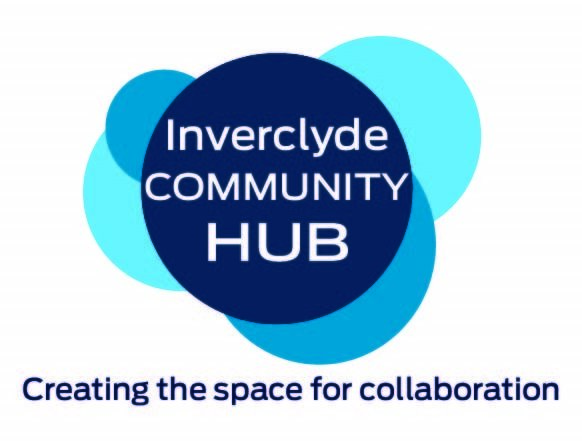 Inverclyde
COMMUNITY
HUB
Creating the space for collaboration